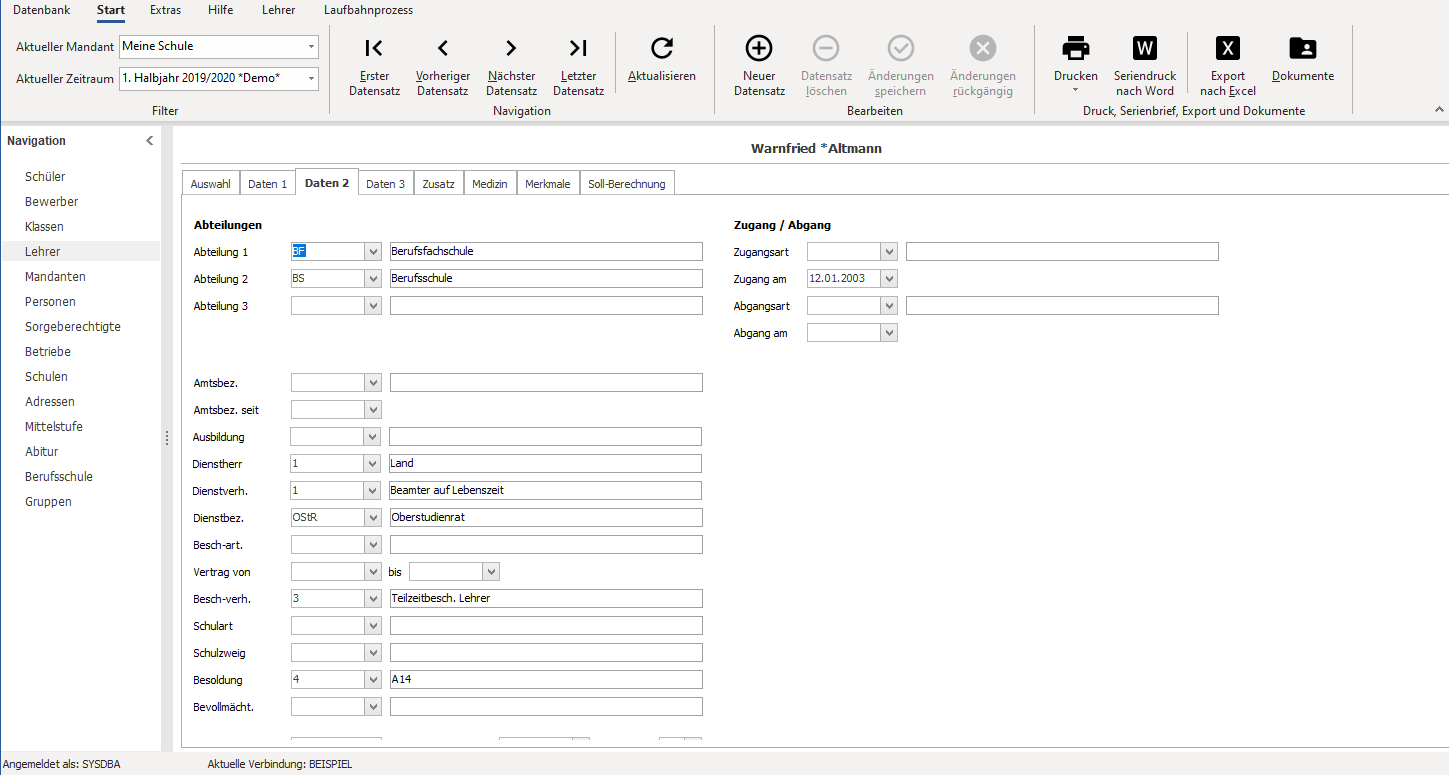 Datenbank Start Extras Hilfe Lehrer Laufbahnprozess
Aktueller Mandant Meine Schule
Aktueller Zeitraum 1. Halbjahr 2019/2020 *Demo*
Filter
Erster Datensatz
Vorheriger Datensatz
Nächster Datensatz
Letzter Datensatz
Aktualisieren
Navigation
Neuer Datensatz
Datensatz löschen
Änderungen speichern
Änderungen rückgängig
Bearbeiten
Drucken
W
Seriendruck nach Word
X
Export nach Excel
Dokumente
Druck, Serienbrief, Export und Dokumente
Navigation
Schüler
Bewerber
Klassen
Lehrer
Mandanten
Personen
Sorgeberechtigte
Betriebe
Schulen
Adressen
Mittelstufe
Abitur
Berufsschule
Gruppen
Warnfried *Altmann
Auswahl Daten 1 Daten 2 Daten 3 Zusatz Medizin Merkmale Soll-Berechnung
Abteilungen
Abteilung 1 BF Berufsfachschule
Abteilung 2 BS Berufsschule
Abteilung 3
Zugang / Abgang
Zugangsart
Zugang am 12.01.2003
Abgangsart
Abgang am
Amtsbez.
Amtsbez. seit
Ausbildung
Dienstherr 1 Land
Dienstverh. 1 Beamter auf Lebenszeit
Dienstbez. OStR Oberstudienrat
Besch-art.
Vertrag von bis
Besch-verh. 3 Teilzeitbesch. Lehrer
Schulart
Schulzweig
Besoldung 4 A14
Bevollmächt.
Angemeldet als: SYSDBA Aktuelle Verbindung: BEISPIEL